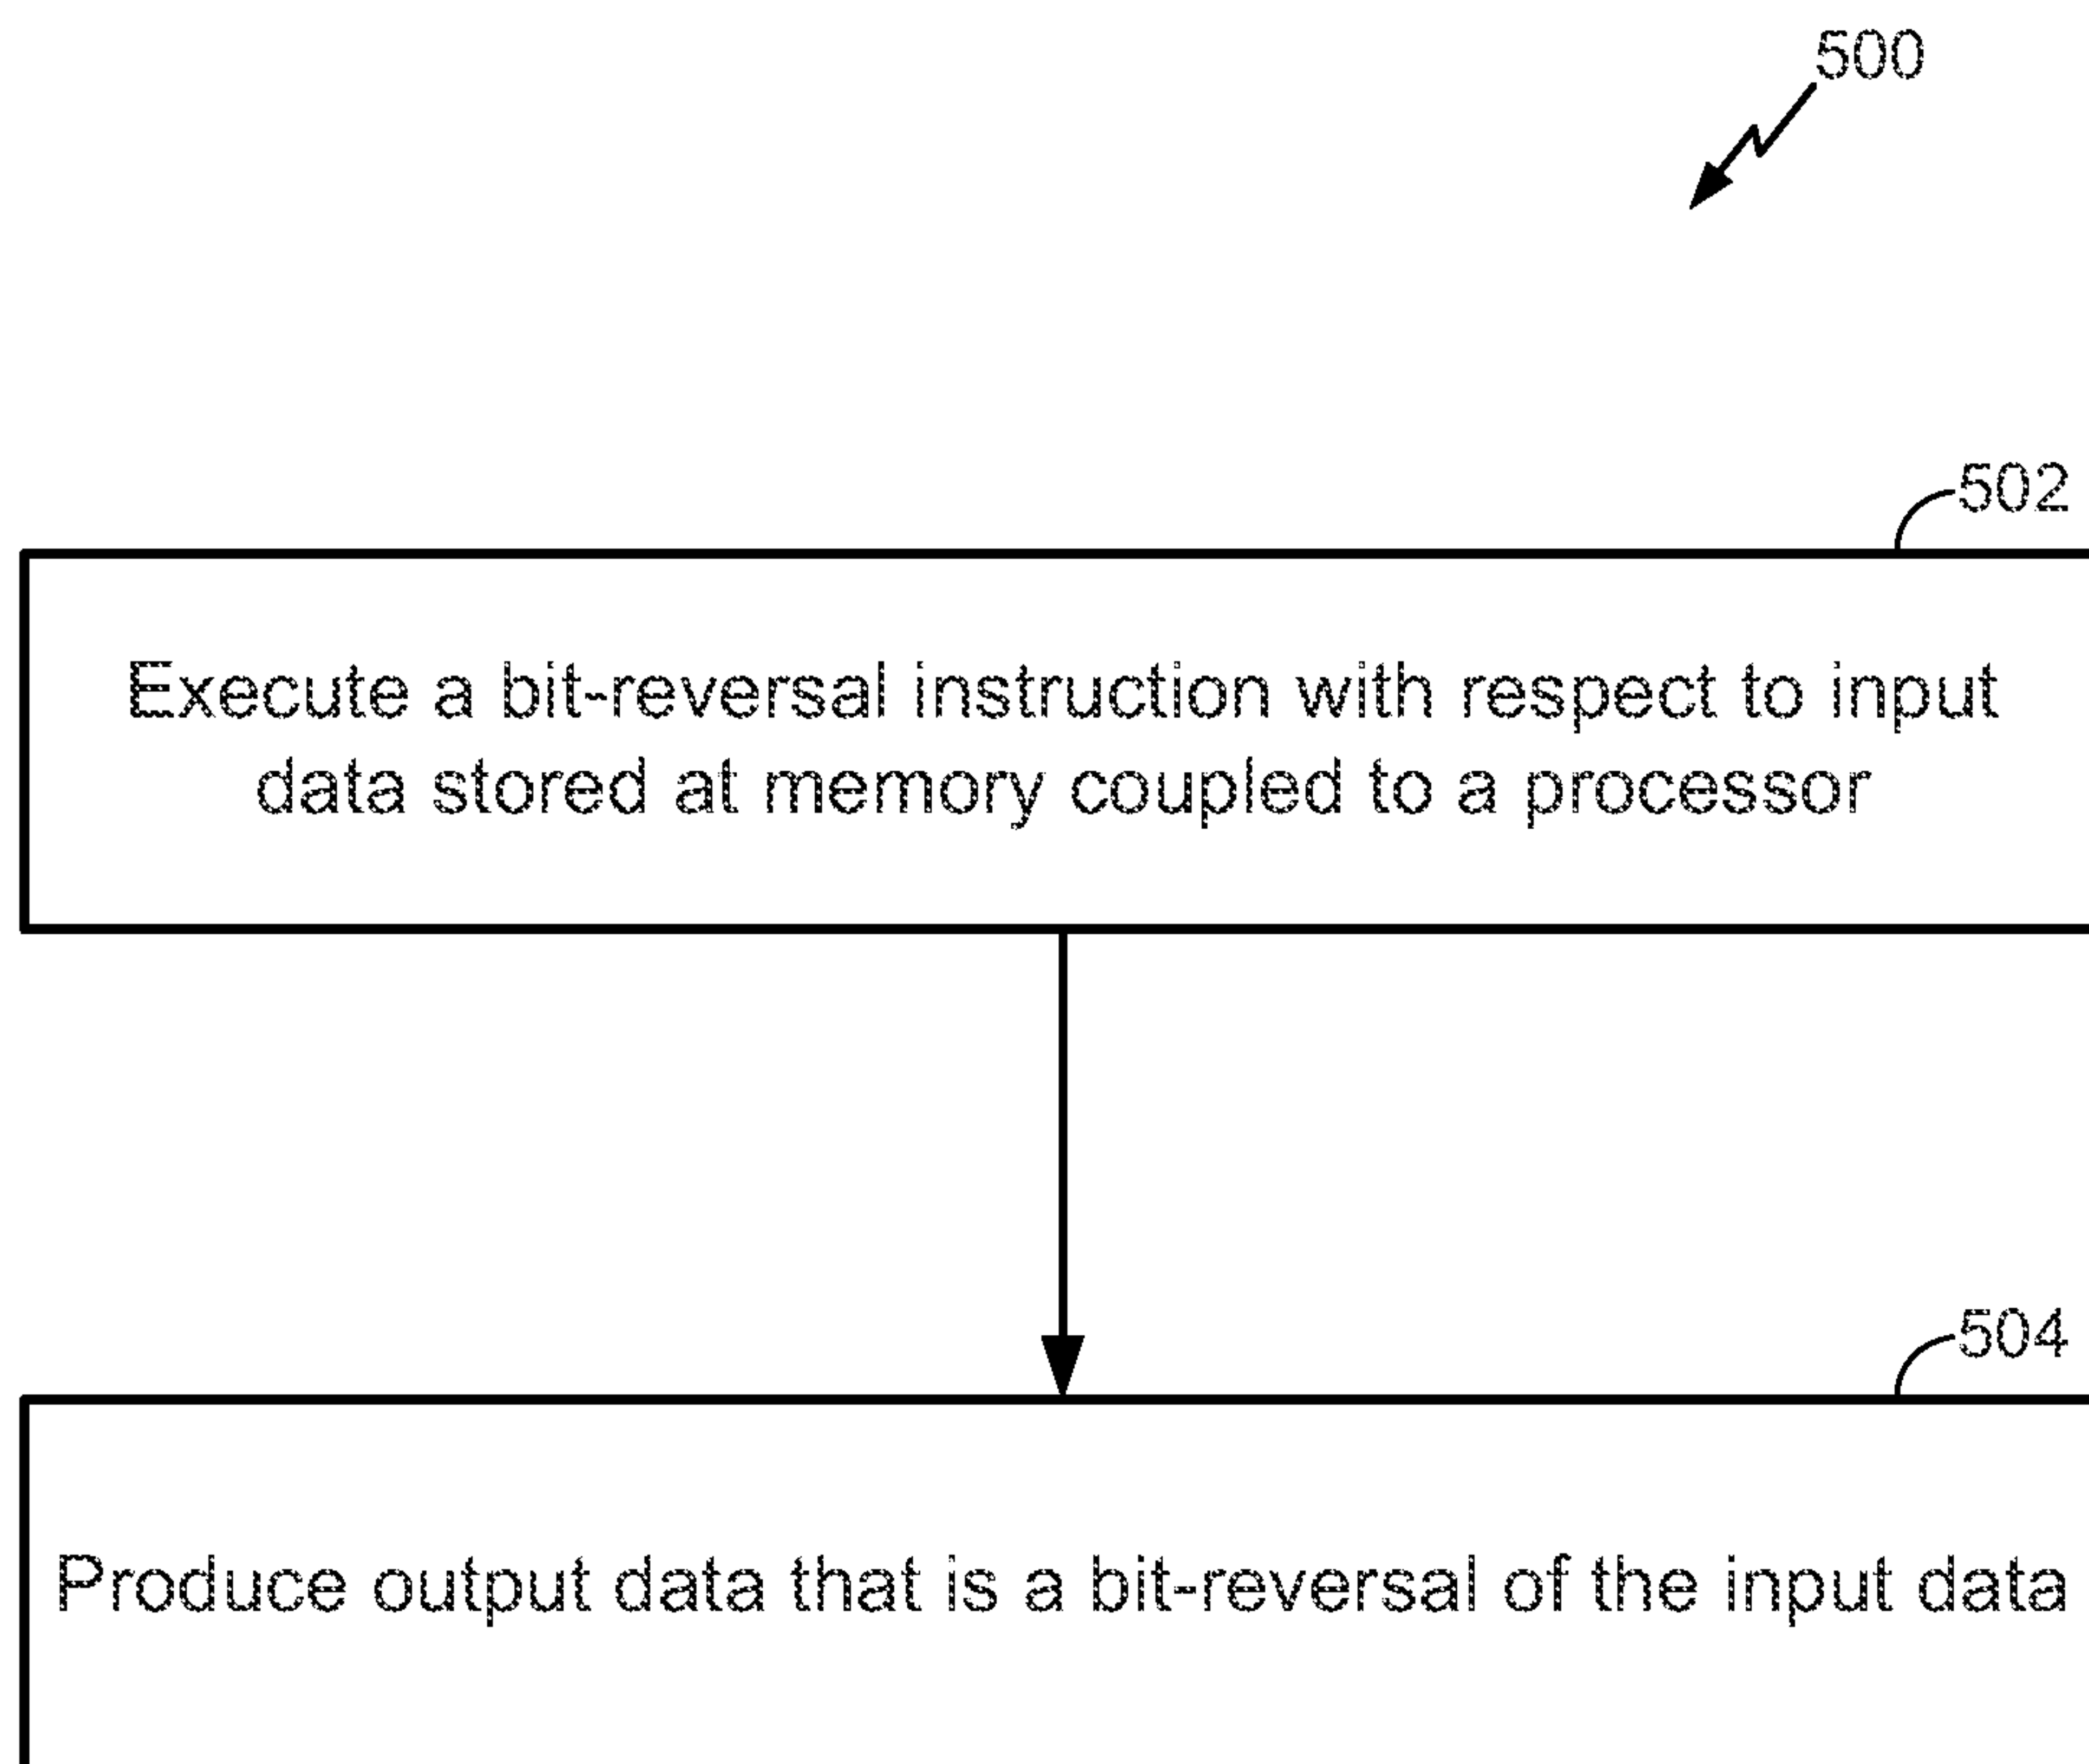 500
502
Execute a bit-reversal instruction with respect to input
data stored at memory coupled to a processor
504
Produce output data that is a bit-reversal of the input data